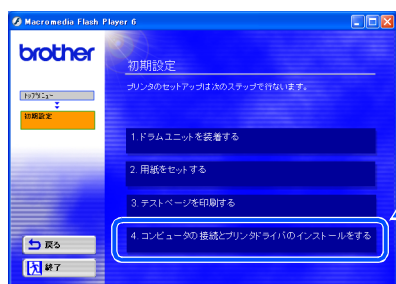 Macromedia Flash Player 6
brother
初期設定
プリンタのセットアップは次のステップで行ないます。
トップメニュー
初期設定
1.ドラムユニットを装着する
2.用紙をセットする
3.テストページを印刷する
4.コンピュータの接続とプリンタドライバのインストールをする
戻る
終了